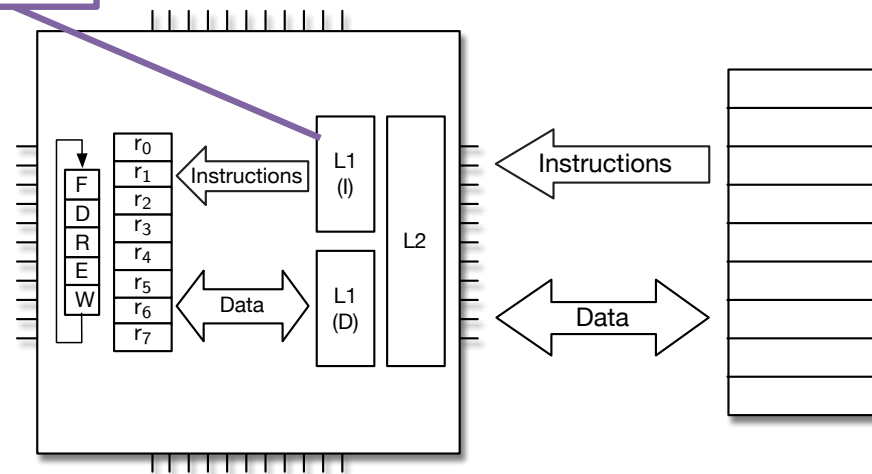 F
D
R
E
W
r0
r1
r2
r3
r4
r5
r6
r7
Instructions
Data
L1
(I)
L1
(D)
L2
Instructions
Data